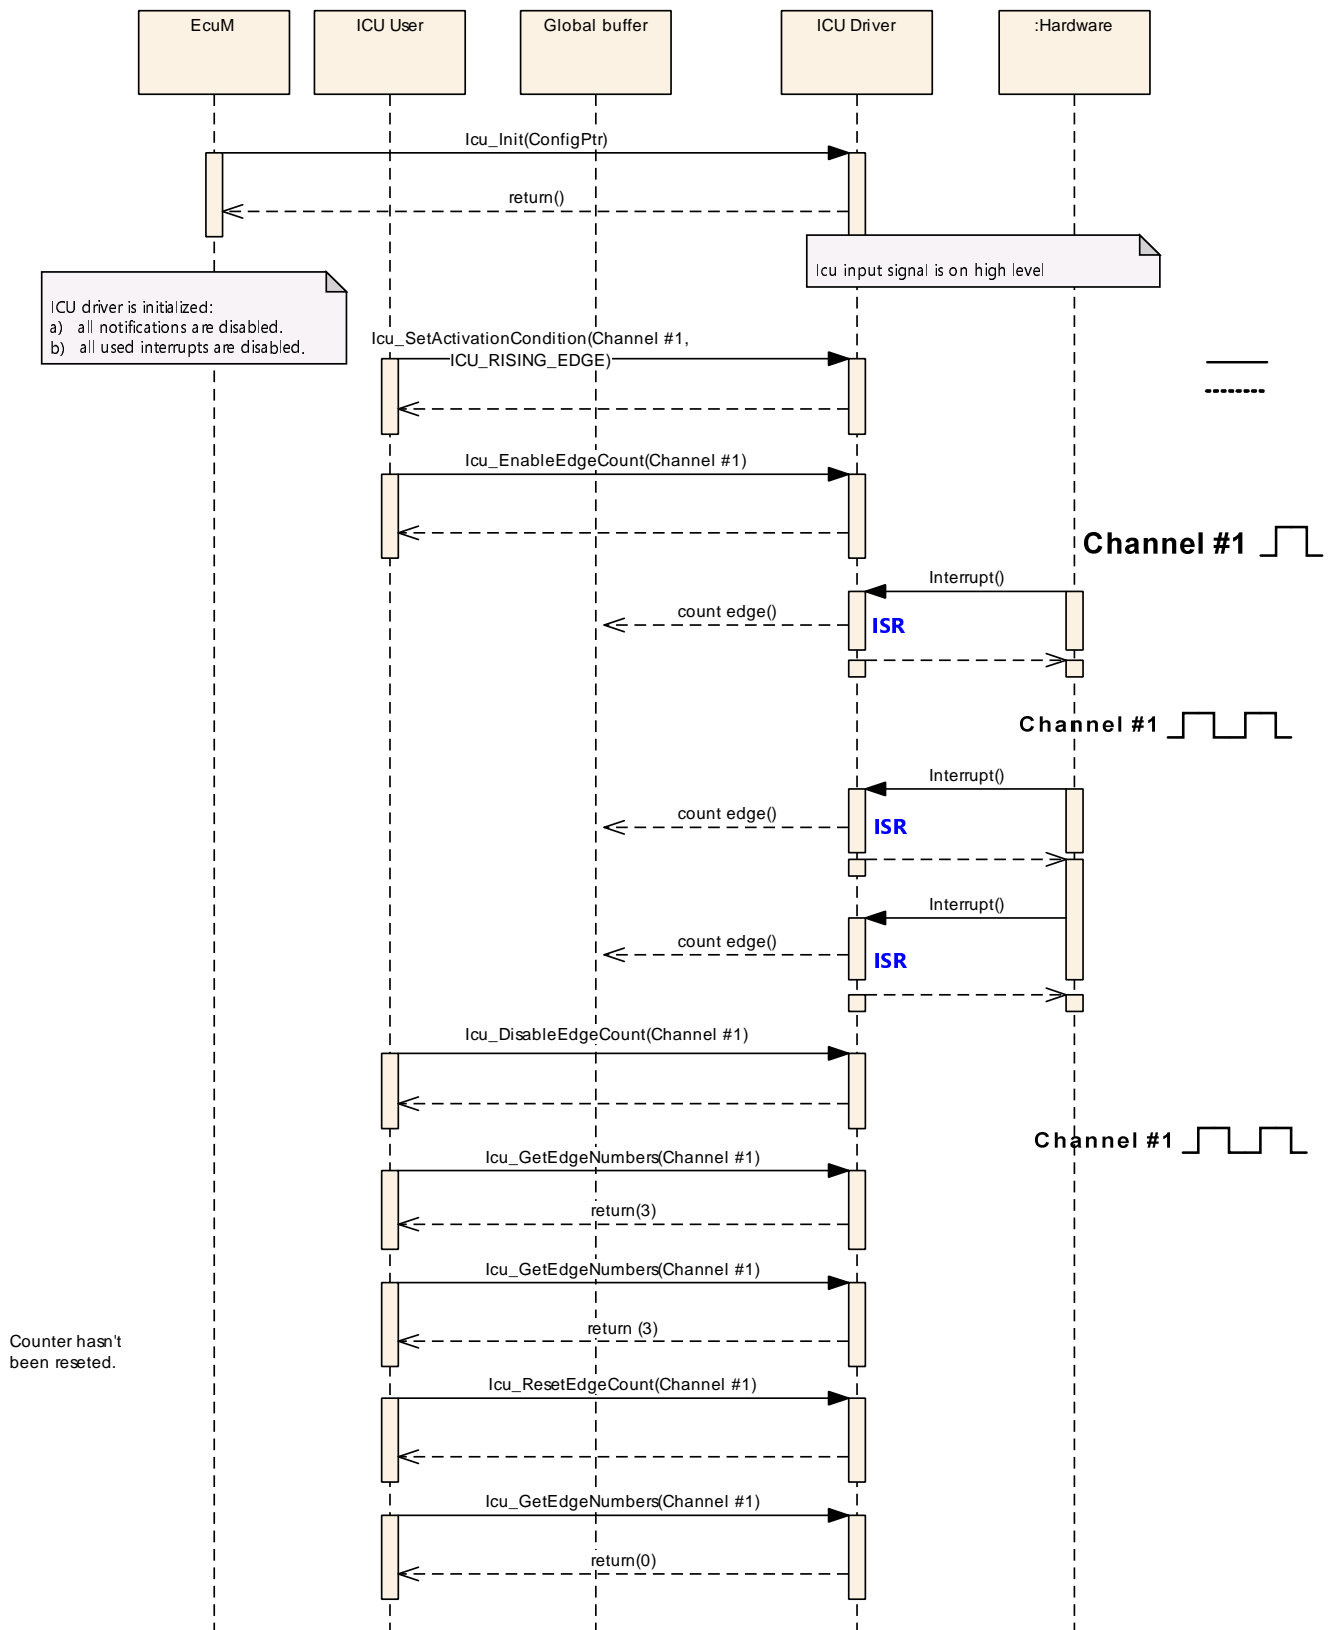 EcuM
ICU User
Global buffer
ICU Driver
:Hardware
Icu_Init(ConfigPtr)
return()
Icu input signal is on high level
ICU driver is initialized:
a) all notifications are disabled.
b) all used interrupts are disabled.
Icu_SetActivationCondition(Channel #1,
ICU_RISING_EDGE)
Icu_EnableEdgeCount(Channel #1)
Channel #1
Interrupt()
count edge()
ISR
Channel #1
Interrupt()
count edge()
ISR
Interrupt()
count edge()
ISR
Icu_DisableEdgeCount(Channel #1)
Channel #1
Icu_GetEdgeNumbers(Channel #1)
return(3)
Icu_GetEdgeNumbers(Channel #1)
return (3)
Counter hasn't
been reseted.
Icu_ResetEdgeCount(Channel #1)
Icu_GetEdgeNumbers(Channel #1)
return(0)